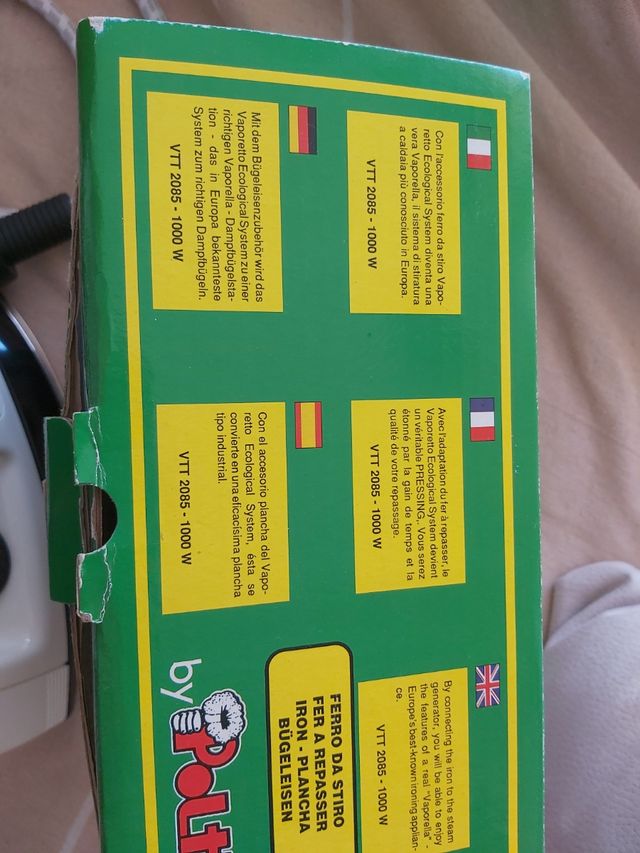 Con l'accessorio ferro da stiro Vapo-
retto Ecological System diventa una
vera Vaporella, il sistema di stiratura
a caldaia più conosciuto in Europa.
VTT 2085 - 1000 W
Avec l'adaptation du fer à repasser, le
Vaporetto Ecological System devient
un véritable PRESSING,. Vous serez
étonné par la gain de temps et la
qualité de votre repassage.
VTT 2085 - 1000 W
By connecting the iron to the steam
generator, you will be able to enjoy
the features of a real "Vaporella" -
Europe's best-known ironing applian-
ce.
VTT 2085 - 1000 W
Mit dem Bügeleisenzubehör wird das
Vaporetto Ecological System zu einer
richtigen Vaporella - Dampfbügelsta-
tion - das in Europa bekannteste
System zum richtigen Dampfbügeln.
VTT 2085 - 1000 W
Con el accesorio plancha del Vapo-
retto Ecological System, ésta se
convierte en una eficacísima plancha
tipo industrial.
VTT 2085 - 1000 W
FERRO DA STIRO
FER A REPASSER
IRON - PLANCHA
BÜGELEISEN
by Polt